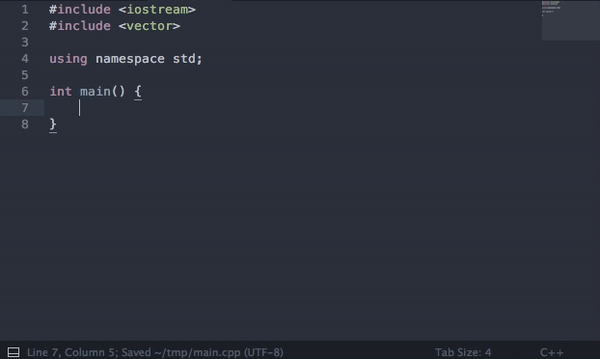 1 #include <iostream>
2 #include <vector>
3
4 using namespace std;
5
6 int main() {
7
8 }
Line 7, Column 5; Saved ~/tmp/main.cpp (UTF-8) Tab Size: 4 C++